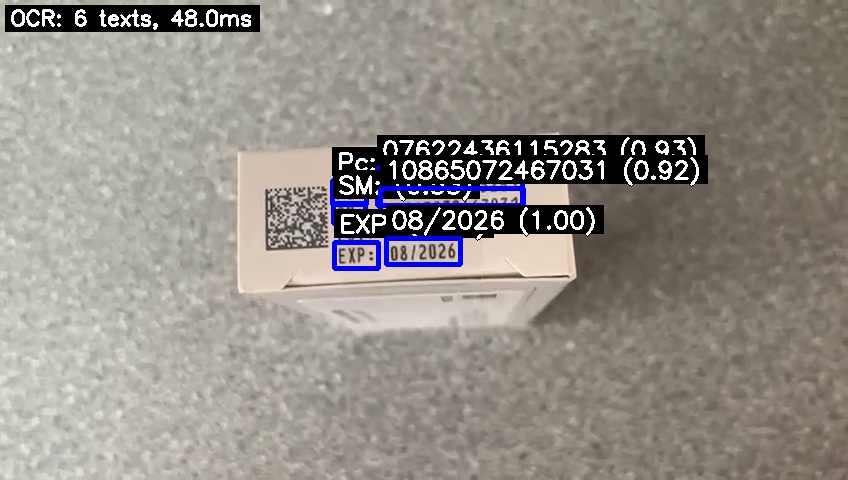 OCR: 6 texts, 48.0ms
Pc: 07622436115283 (0.93)
SM: 10865072467031 (0.92)
EXP 08/2026 (1.00)
EXP: 08/2026